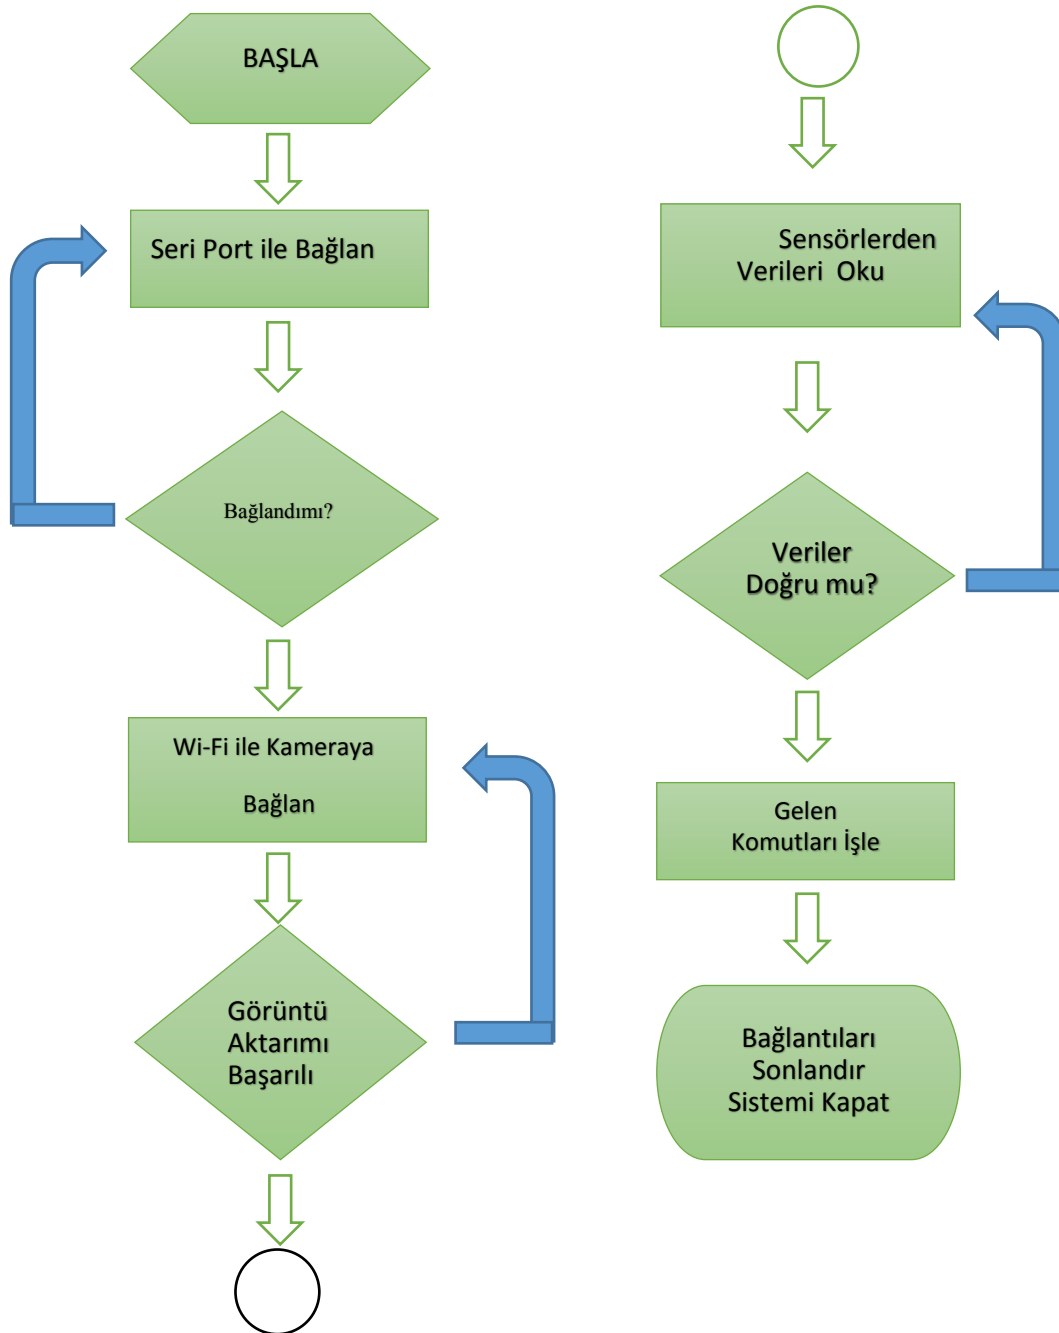 BAŞLA
Seri Port ile Bağlan
Bağlandımı?
Wi-Fi ile Kameraya
Bağlan
Görüntü
Aktarımı
Başarılı
Sensörlerden
Verileri Oku
Veriler
Doğru mu?
Gelen
Komutları İşle
Bağlantıları
Sonlandır
Sistemi Kapat